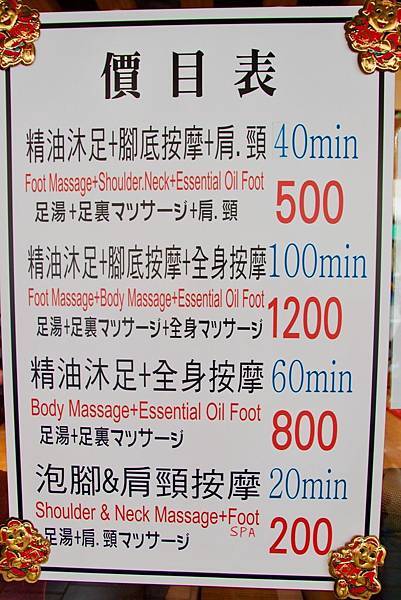 價目表
精油沐足+腳底按摩+肩.頸 40min
Foot Massage+Shoulder.Neck+Essential Oil Foot
足湯+足裏マッサージ+肩.頸 500
精油沐足+腳底按摩+全身按摩 100min
Foot Massage+Body Massage+Essential Oil Foot
足湯+足裏マッサージ+全身マッサージ 1200
精油沐足+全身按摩 60min
Body Massage+Essential Oil Foot
足湯+足裏マッサージ 800
泡腳&肩頸按摩 20min
Shoulder & Neck Massage+Foot
SPA
足湯+肩.頸マッサージ 200